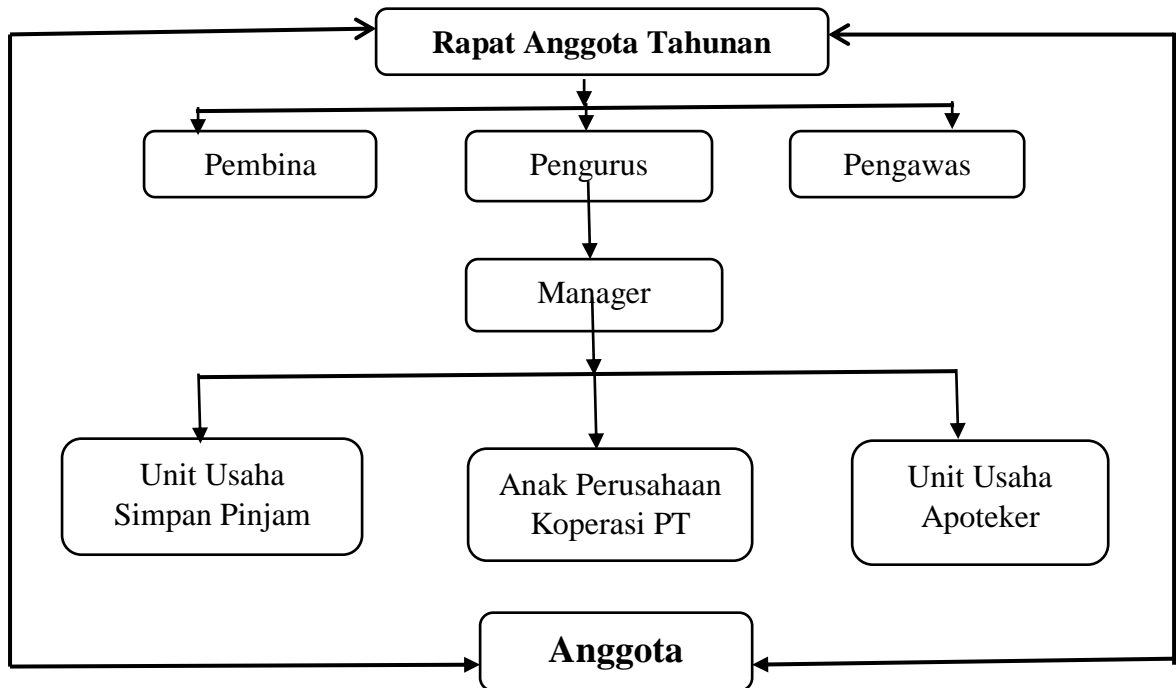 Rapat Anggota Tahunan
Pembina
Pengurus
Pengawas
Manager
Unit Usaha
Simpan Pinjam
Anak Perusahaan
Koperasi PT
Unit Usaha
Apoteker
Anggota